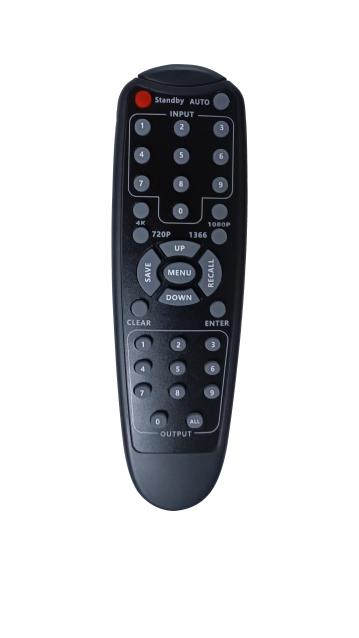 Standby AUTO
INPUT
1 2 3
4 5 6
7 8 9
0
4K 1080P
720P 1366
UP
SAVE MENU RECALL
DOWN
CLEAR ENTER
1 2 3
4 5 6
7 8 9
0 ALL
OUTPUT